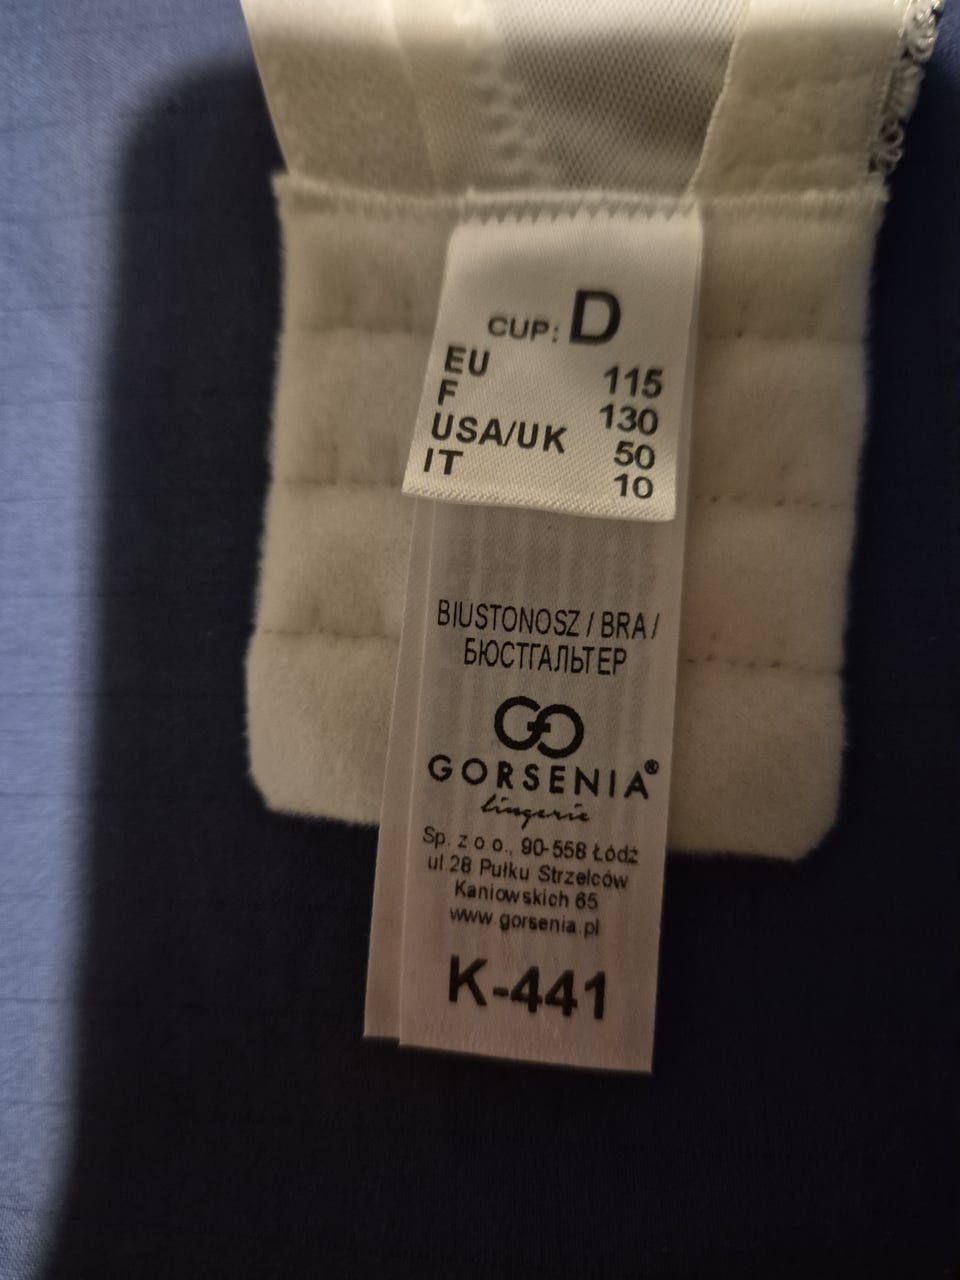 CUP: D
EU 115
F 130
USA/UK 50
IT 10
BIUSTONOSZ / BRA /
БЮСТГАЛЬТЕР
GORSENIA®
lingerie
Sp. z o o., 90-558 Łódź
ul.28 Pułku Strzelców
Kaniowskich 65
www.gorsenia.pl
K-441